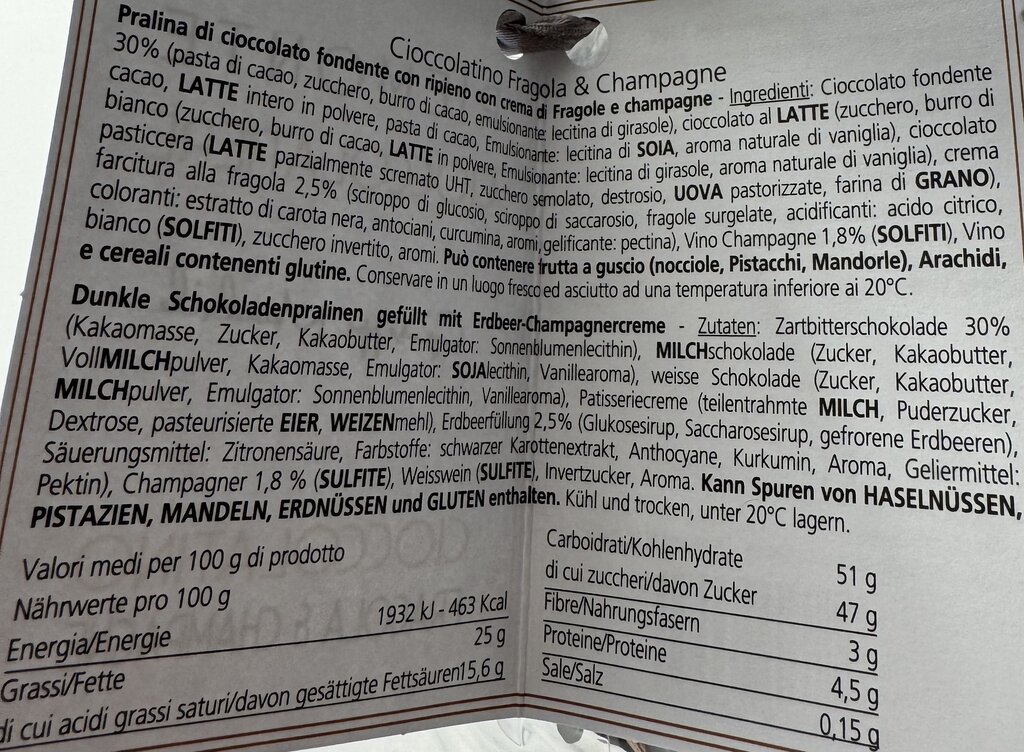 Cioccolatino Fragola & Champagne
Pralina di cioccolato fondente con ripieno con crema di Fragole e champagne - Ingredienti: Cioccolato fondente
30% (pasta di cacao, zucchero, burro di cacao, emulsionante: lecitina di girasole), cioccolato al LATTE (zucchero, burro di
cacao, LATTE intero in polvere, pasta di cacao, Emulsionante: lecitina di SOIA, aroma naturale di vaniglia), cioccolato
bianco (zucchero, burro di cacao, LATTE in polvere, Emulsionante: lecitina di girasole, aroma naturale di vaniglia), crema
pasticcera (LATTE parzialmente scremato UHT, zucchero semolato, destrosio, UOVA pastorizzate, farina di GRANO),
farcitura alla fragola 2,5% (sciroppo di glucosio, sciroppo di saccarosio, fragole surgelate, acidificanti: acido citrico,
coloranti: estratto di carota nera, antociani, curcumina, aromi, gelificante: pectina), Vino Champagne 1,8% (SOLFITI), Vino
bianco (SOLFITI), zucchero invertito, aromi. Può contenere frutta a guscio (nocciole, Pistacchi, Mandorle), Arachidi,
e cereali contenenti glutine. Conservare in un luogo fresco ed asciutto ad una temperatura inferiore ai 20°C.
Dunkle Schokoladenpralinen gefüllt mit Erdbeer-Champagnercreme - Zutaten: Zartbitterschokolade 30%
(Kakaomasse, Zucker, Kakaobutter, Emulgator: Sonnenblumenlecithin), MILCHschokolade (Zucker, Kakaobutter,
VollMILCHpulver, Kakaomasse, Emulgator: SOJAlecithin, Vanillearoma), weisse Schokolade (Zucker, Kakaobutter,
MILCHpulver, Emulgator: Sonnenblumenlecithin, Vanillearoma), Patisseriecreme (teilentrahmte MILCH, Puderzucker,
Dextrose, pasteurisierte EIER, WEIZENmehl), Erdbeerfüllung 2,5% (Glukosesirup, Saccharosesirup, gefrorene Erdbeeren),
Säuerungsmittel: Zitronensäure, Farbstoffe: schwarzer Karottenextrakt, Anthocyane, Kurkumin, Aroma, Geliermittel:
Pektin), Champagner 1,8 % (SULFITE), Weisswein (SULFITE), Invertzucker, Aroma. Kann Spuren von HASELNÜSSEN,
PISTAZIEN, MANDELN, ERDNÜSSEN und GLUTEN enthalten. Kühl und trocken, unter 20°C lagern.
Valori medi per 100 g di prodotto
Nährwerte pro 100 g
Energia/Energie 1932 kJ - 463 Kcal
Grassi/Fette 25 g
di cui acidi grassi saturi/davon gesättigte Fettsäuren 15,6 g
Carboidrati/Kohlenhydrate 51 g
di cui zuccheri/davon Zucker 47 g
Fibre/Nahrungsfasern 3 g
Proteine/Proteine 4,5 g
Sale/Salz 0,15 g